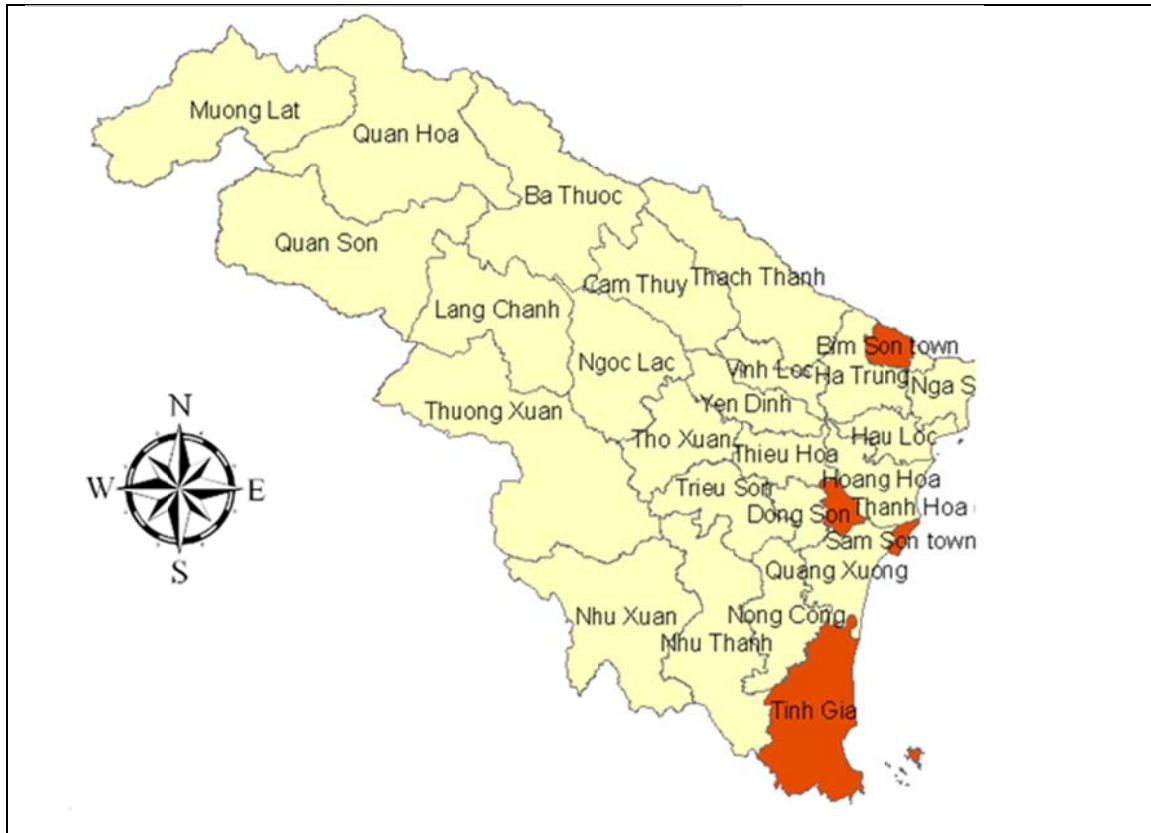 Muong Lat
Quan Hoa
Ba Thuoc
Quan Son
Cam Thuy
Thach Thanh
Lang Chanh
Bim Son town
Ngoc Lac
Vinh Loc
Ha Trung
Nga S
Thuong Xuan
Yen Dinh
Tho Xuan
Hau Loc
Thieu Hoa
N
W
E
S
Hoang Hoa
Trieu Son
Thanh Hoa
Dong Son
Sam Son town
Quang Xuong
Nhu Xuan
Nong Cong
Nhu Thanh
Tinh Gia